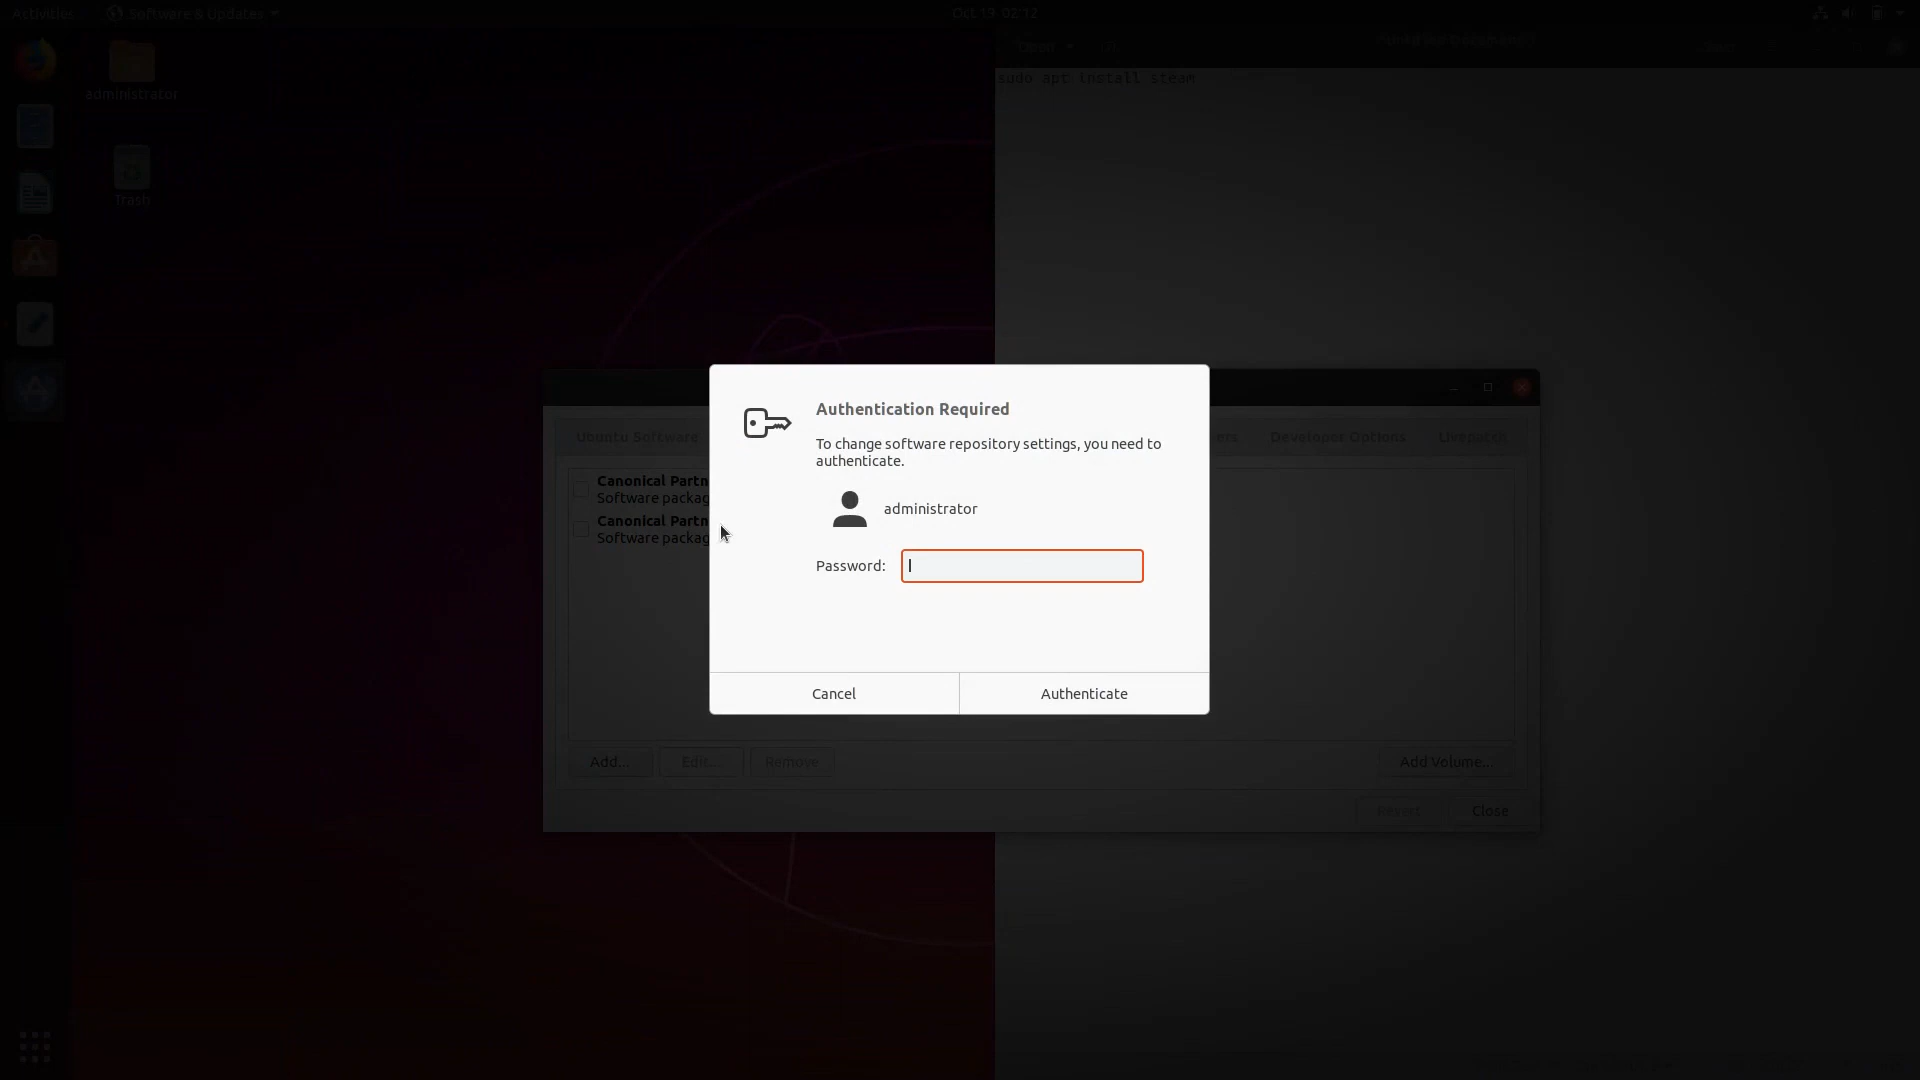 Activities
Software & Updates
Oct 13 02:12
administrator
Trash
sudo apt install steam
Ubuntu Software
Developer Options
Livepatch
Canonical Partn
Software packag
Canonical Partn
Software packag
Authentication Required
To change software repository settings, you need to
authenticate.
administrator
Password:
Cancel
Authenticate
Add...
Edit...
Remove
Add Volume...
Revert
Close